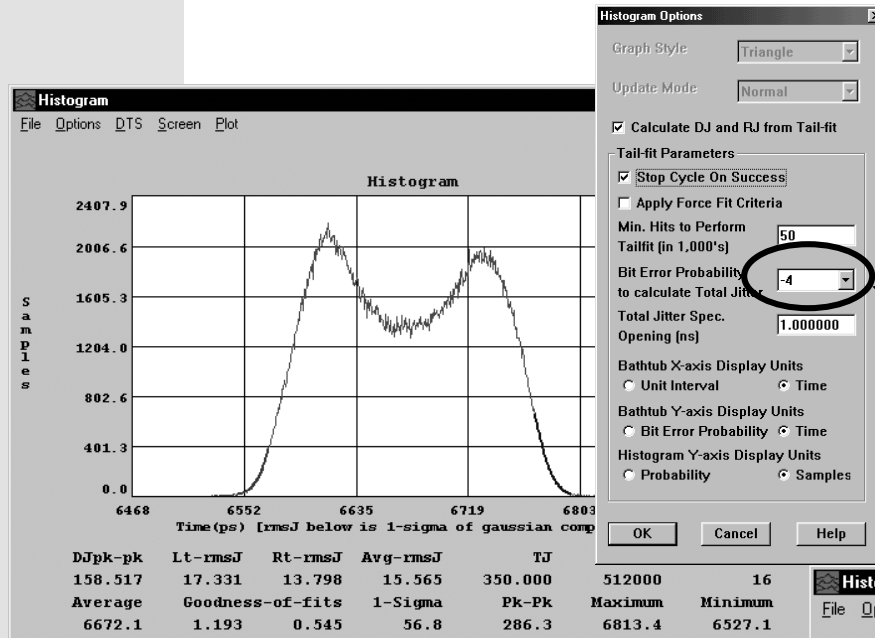 Histogram
File Options DTS Screen Plot
Histogram
2407.9
2006.6
1605.3
1204.0
802.6
401.3
0.0
Samples
6468 6552 6635 6719 6803
Time(ps) [rmsJ below is 1-sigma of gaussian comp
DJpk-pk Lt-rmsJ Rt-rmsJ Avg-rmsJ TJ
158.517 17.331 13.798 15.565 350.000 512000 16
Average Goodness-of-fits 1-Sigma Pk-Pk Maximum Minimum
6672.1 1.193 0.545 56.8 286.3 6813.4 6527.1
Histogram Options
Graph Style Triangle
Update Mode Normal
Calculate DJ and RJ from Tail-fit
Tail-fit Parameters
Stop Cycle On Success
Apply Force Fit Criteria
Min. Hits to Perform
Tailfit (in 1,000's) 50
Bit Error Probability
to calculate Total Jitter -4
Total Jitter Spec.
Opening (ns) 1.000000
Bathtub X-axis Display Units
Unit Interval Time
Bathtub Y-axis Display Units
Bit Error Probability Time
Histogram Y-axis Display Units
Probability Samples
OK Cancel Help
Hist
File O